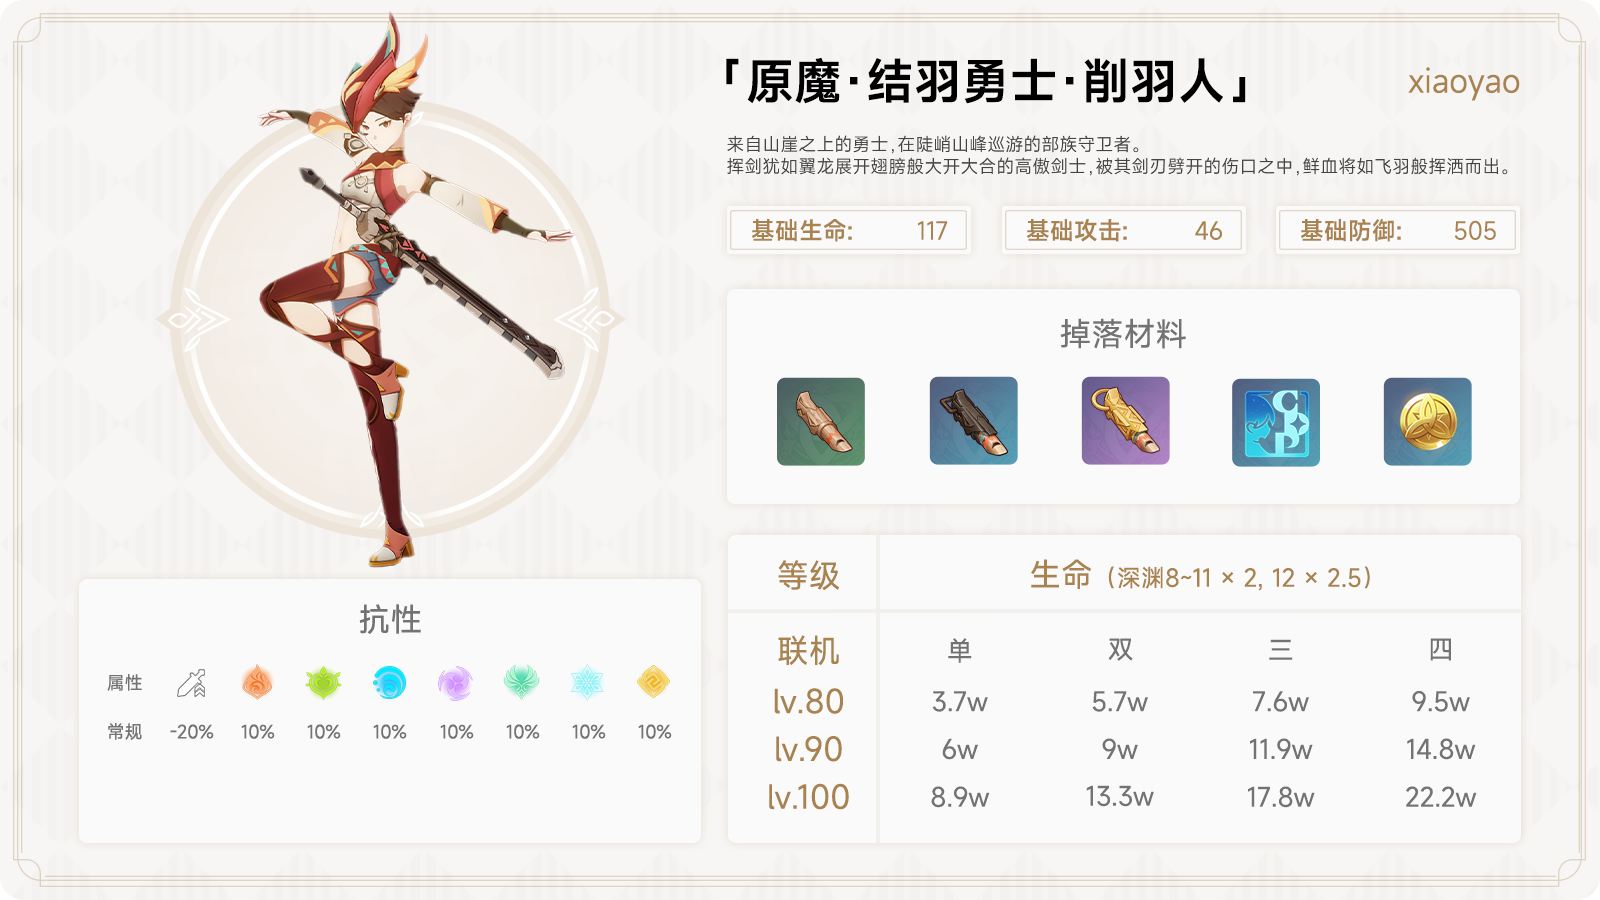 「原魔·结羽勇士·削羽人」
xiaoyao
来自山崖之上的勇士,在陡峭山峰巡游的部族守卫者。
挥剑犹如翼龙展开翅膀般大开大合的高傲剑士,被其剑刃劈开的伤口之中,鲜血将如飞羽般挥洒而出。
基础生命: 117
基础攻击: 46
基础防御: 505
掉落材料
等级 生命 (深渊8~11 × 2, 12 × 2.5)
联机 单 双 三 四
lv.80 3.7w 5.7w 7.6w 9.5w
lv.90 6w 9w 11.9w 14.8w
lv.100 8.9w 13.3w 17.8w 22.2w
抗性
属性
常规 -20% 10% 10% 10% 10% 10% 10% 10%